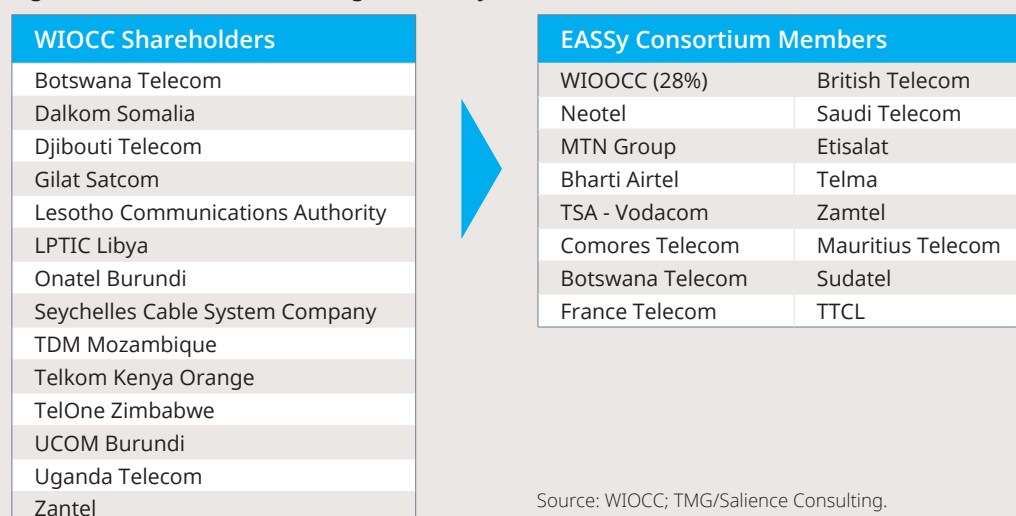 WIOCC Shareholders
Botswana Telecom
Dalkom Somalia
Djibouti Telecom
Gilat Satcom
Lesotho Communications Authority
LPTIC Libya
Onatel Burundi
Seychelles Cable System Company
TDM Mozambique
Telkom Kenya Orange
TelOne Zimbabwe
UCOM Burundi
Uganda Telecom
Zantel
EASSy Consortium Members
WIOOCC (28%) British Telecom
Neotel Saudi Telecom
MTN Group Etisalat
Bharti Airtel Telma
TSA - Vodacom Zamtel
Comores Telecom Mauritius Telecom
Botswana Telecom Sudatel
France Telecom TTCL
Source: WIOCC; TMG/Salience Consulting.